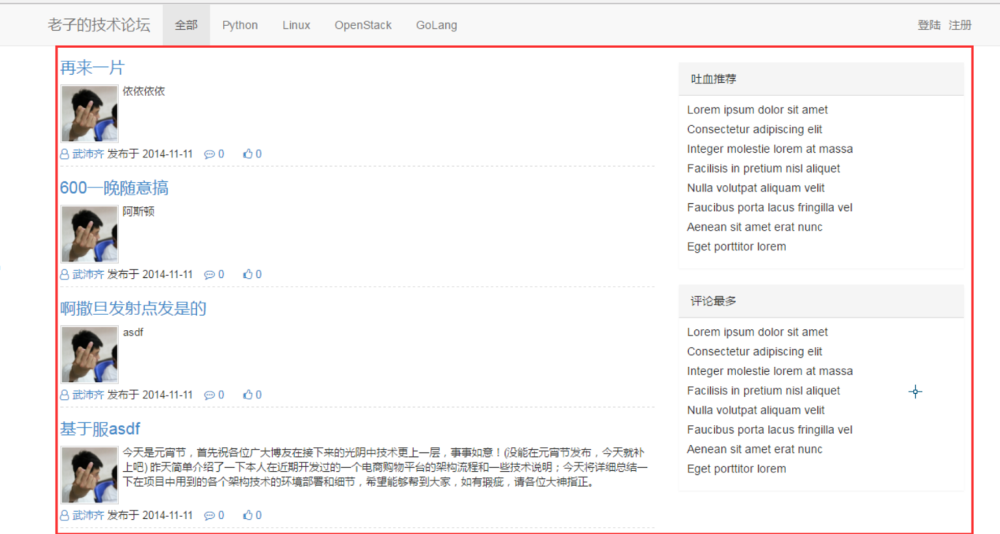 老子的技术论坛 全部 Python Linux OpenStack GoLang 登陆 注册
再来一片
依依依依
武沛齐 发布于 2014-11-11 0 0
600一晚随意搞
阿斯顿
武沛齐 发布于 2014-11-11 0 0
啊撒旦发射点发是的
asdf
武沛齐 发布于 2014-11-11 0 0
基于服asdf
今天是元宵节，首先祝各位广大博友在接下来的光阴中技术更上一层，事事如意！(没能在元宵节发布，今天就补
上吧) 昨天简单介绍了一下本人在近期开发过的一个电商购物平台的架构流程和一些技术说明；今天将详细总结一
下在项目中用到的各个架构技术的环境部署和细节，希望能够帮到大家，如有瑕疵，请各位大神指正。
武沛齐 发布于 2014-11-11 0 0
吐血推荐
Lorem ipsum dolor sit amet
Consectetur adipiscing elit
Integer molestie lorem at massa
Facilisis in pretium nisl aliquet
Nulla volutpat aliquam velit
Faucibus porta lacus fringilla vel
Aenean sit amet erat nunc
Eget porttitor lorem
评论最多
Lorem ipsum dolor sit amet
Consectetur adipiscing elit
Integer molestie lorem at massa
Facilisis in pretium nisl aliquet
Nulla volutpat aliquam velit
Faucibus porta lacus fringilla vel
Aenean sit amet erat nunc
Eget porttitor lorem